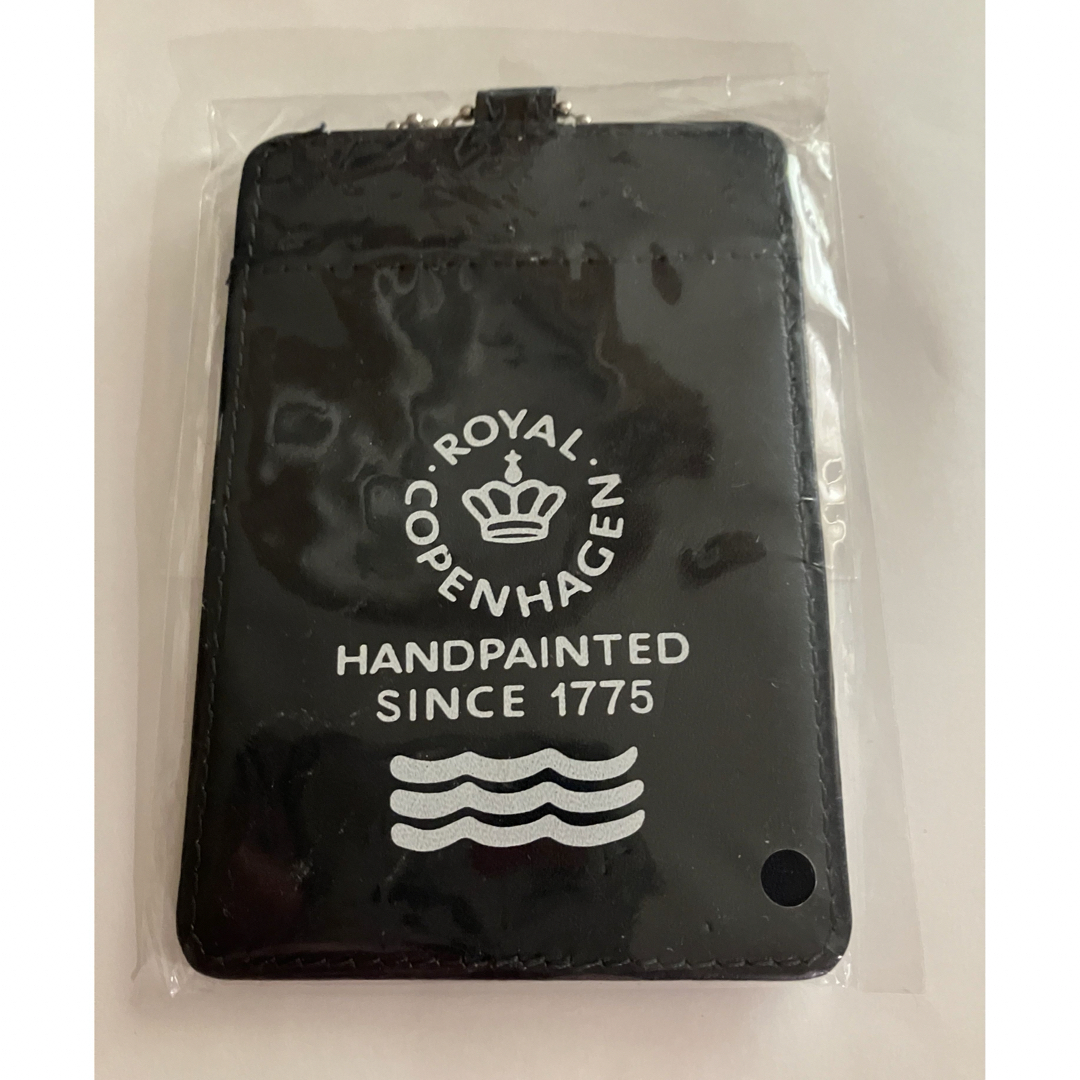 · ROYAL ·
COPENHAGEN
HANDPAINTED
SINCE 1775